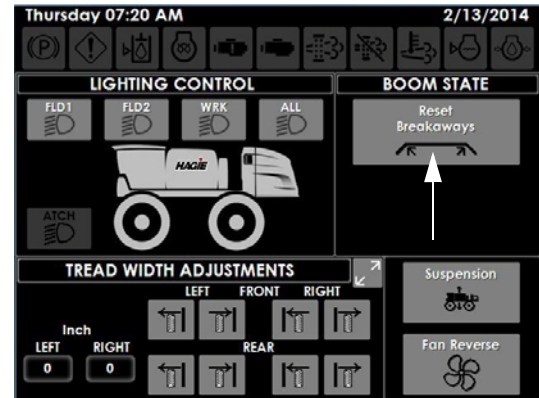 Thursday 07:20 AM 2/13/2014
(P)
LIGHTING CONTROL
FLD1 FLD2 WRK ALL
HAGIE
ATCH
BOOM STATE
Reset
Breakaways
TREAD WIDTH ADJUSTMENTS
LEFT FRONT RIGHT
Inch
LEFT RIGHT
REAR
0 0
Suspension
Fan Reverse